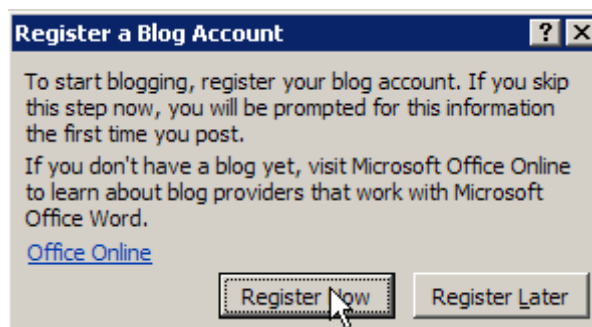 Register a Blog Account
To start blogging, register your blog account. If you skip
this step now, you will be prompted for this information
the first time you post.
If you don't have a blog yet, visit Microsoft Office Online
to learn about blog providers that work with Microsoft
Office Word.
Office Online
Register Now Register Later